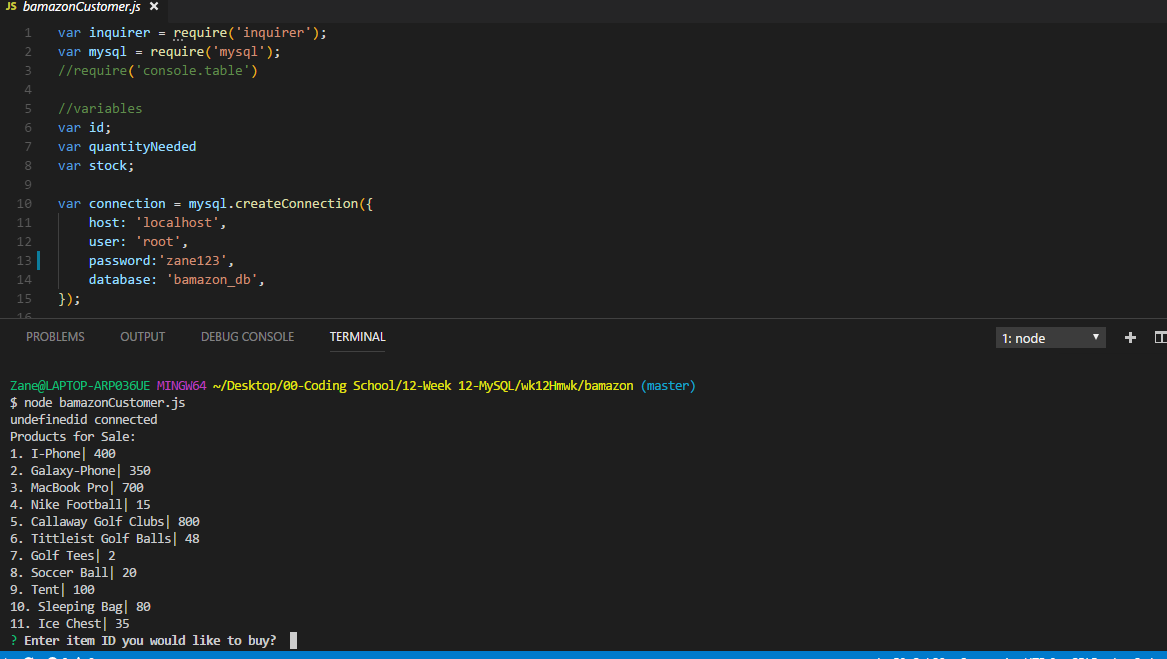 JS bamazonCustomer.js ×
1 var inquirer = require('inquirer');
2 var mysql = require('mysql');
3 //require('console.table')
4
5 //variables
6 var id;
7 var quantityNeeded
8 var stock;
9
10 var connection = mysql.createConnection({
11 host: 'localhost',
12 user: 'root',
13 password:'zane123',
14 database: 'bamazon_db',
15 });
16
PROBLEMS OUTPUT DEBUG CONSOLE TERMINAL 1: node
Zane@LAPTOP-ARP036UE MINGW64 ~/Desktop/00-Coding School/12-Week 12-MySQL/wk12Hmwk/bamazon (master)
$ node bamazonCustomer.js
undefinedid connected
Products for Sale:
1. I-Phone| 400
2. Galaxy-Phone| 350
3. MacBook Pro| 700
4. Nike Football| 15
5. Callaway Golf Clubs| 800
6. Tittleist Golf Balls| 48
7. Golf Tees| 2
8. Soccer Ball| 20
9. Tent| 100
10. Sleeping Bag| 80
11. Ice Chest| 35
? Enter item ID you would like to buy?